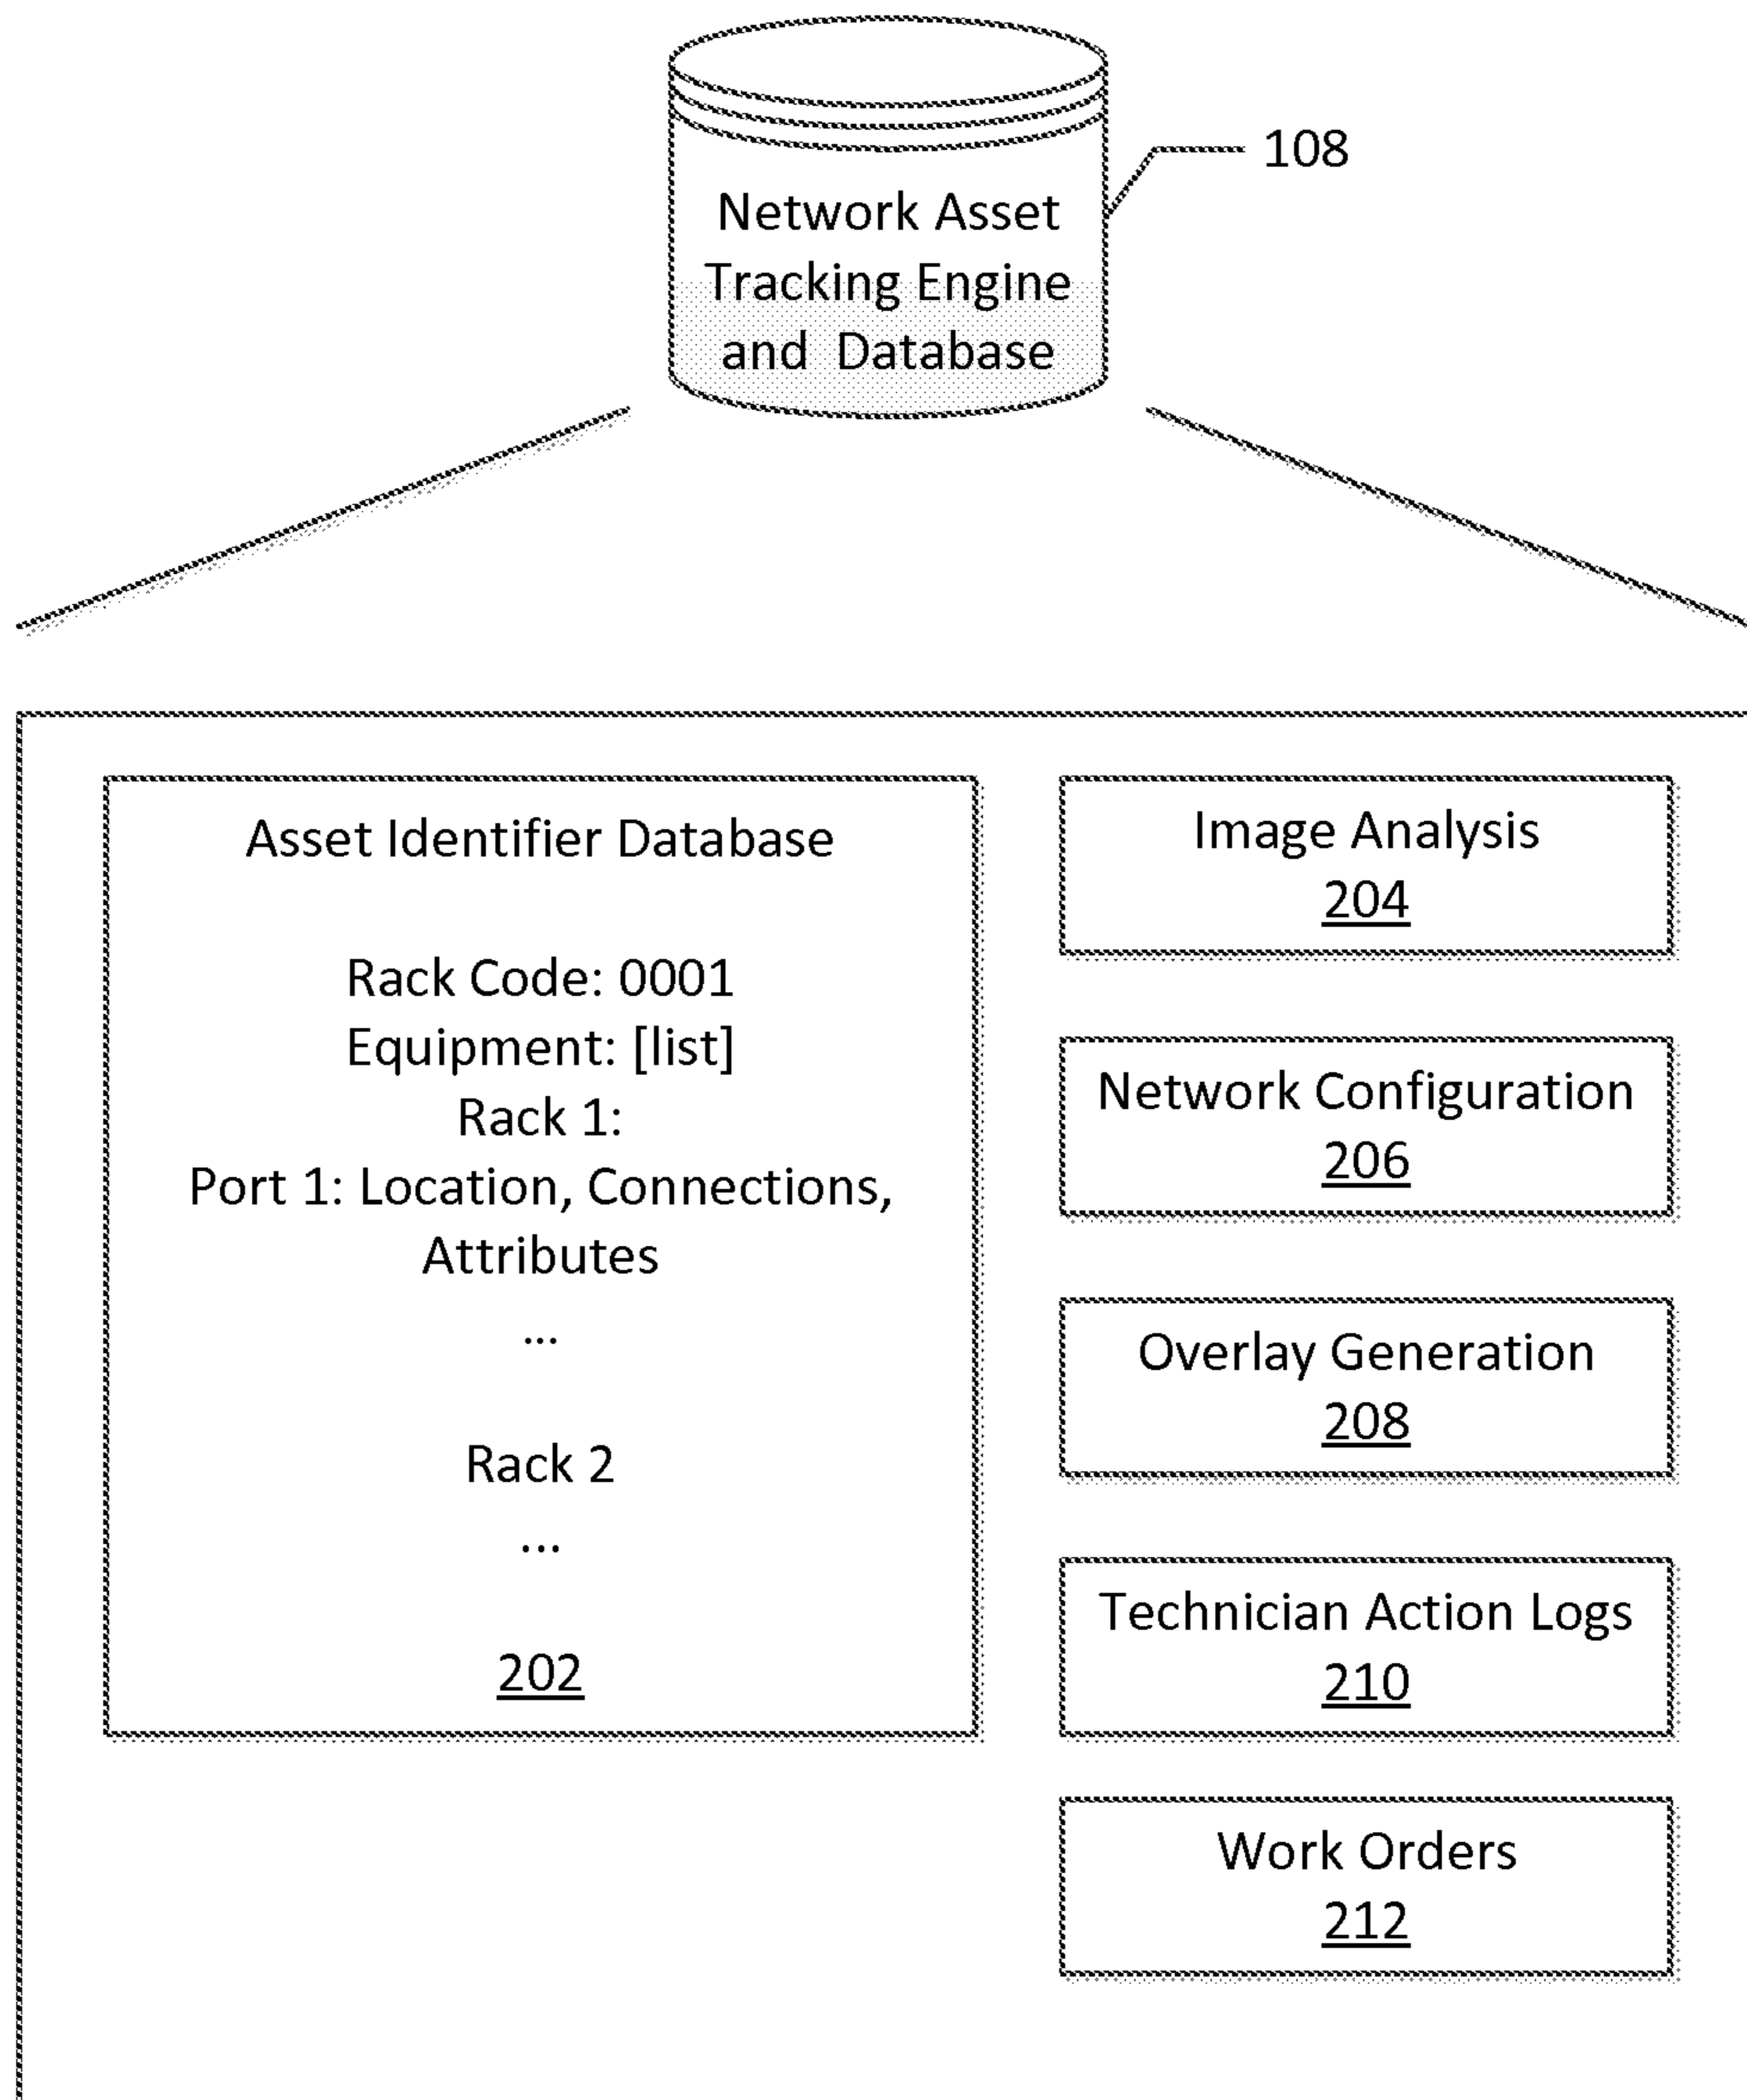 108
Network Asset
Tracking Engine
and Database
Asset Identifier Database
Rack Code: 0001
Equipment: [list]
Rack 1:
Port 1: Location, Connections,
Attributes
...
Rack 2
...
202
Image Analysis
204
Network Configuration
206
Overlay Generation
208
Technician Action Logs
210
Work Orders
212